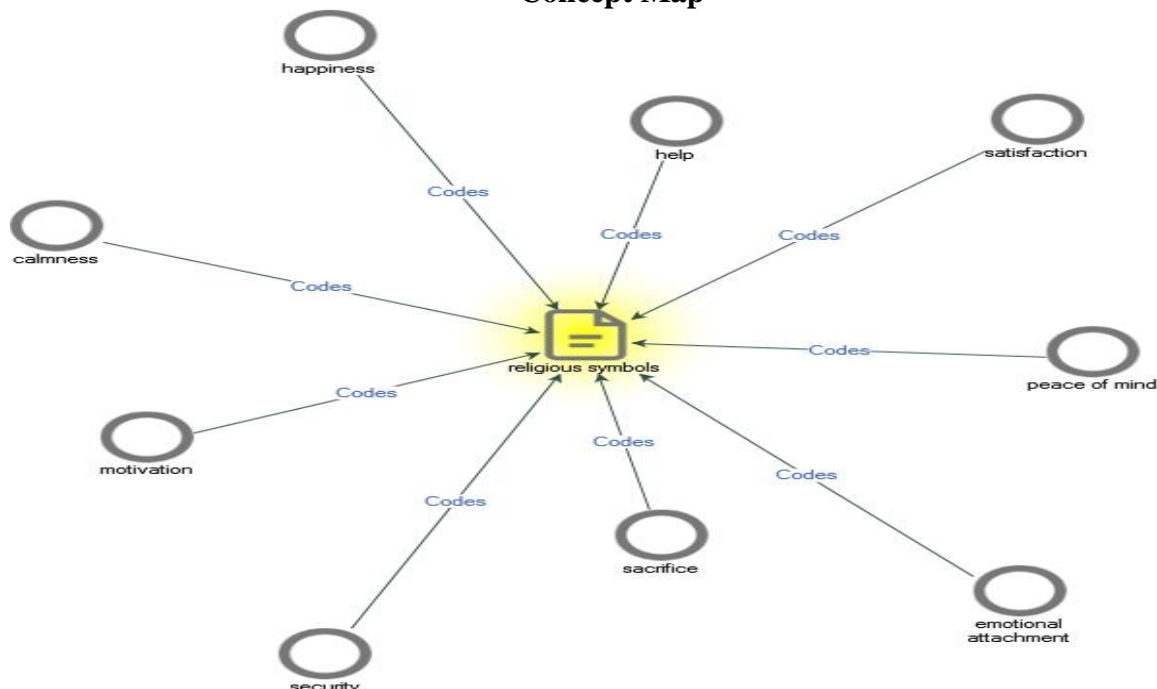 Concept Map
happiness
help
satisfaction
Codes
Codes
Codes
calmness
Codes
religious symbols
Codes
peace of mind
Codes
motivation
Codes
Codes
Codes
sacrifice
emotional
attachment
security